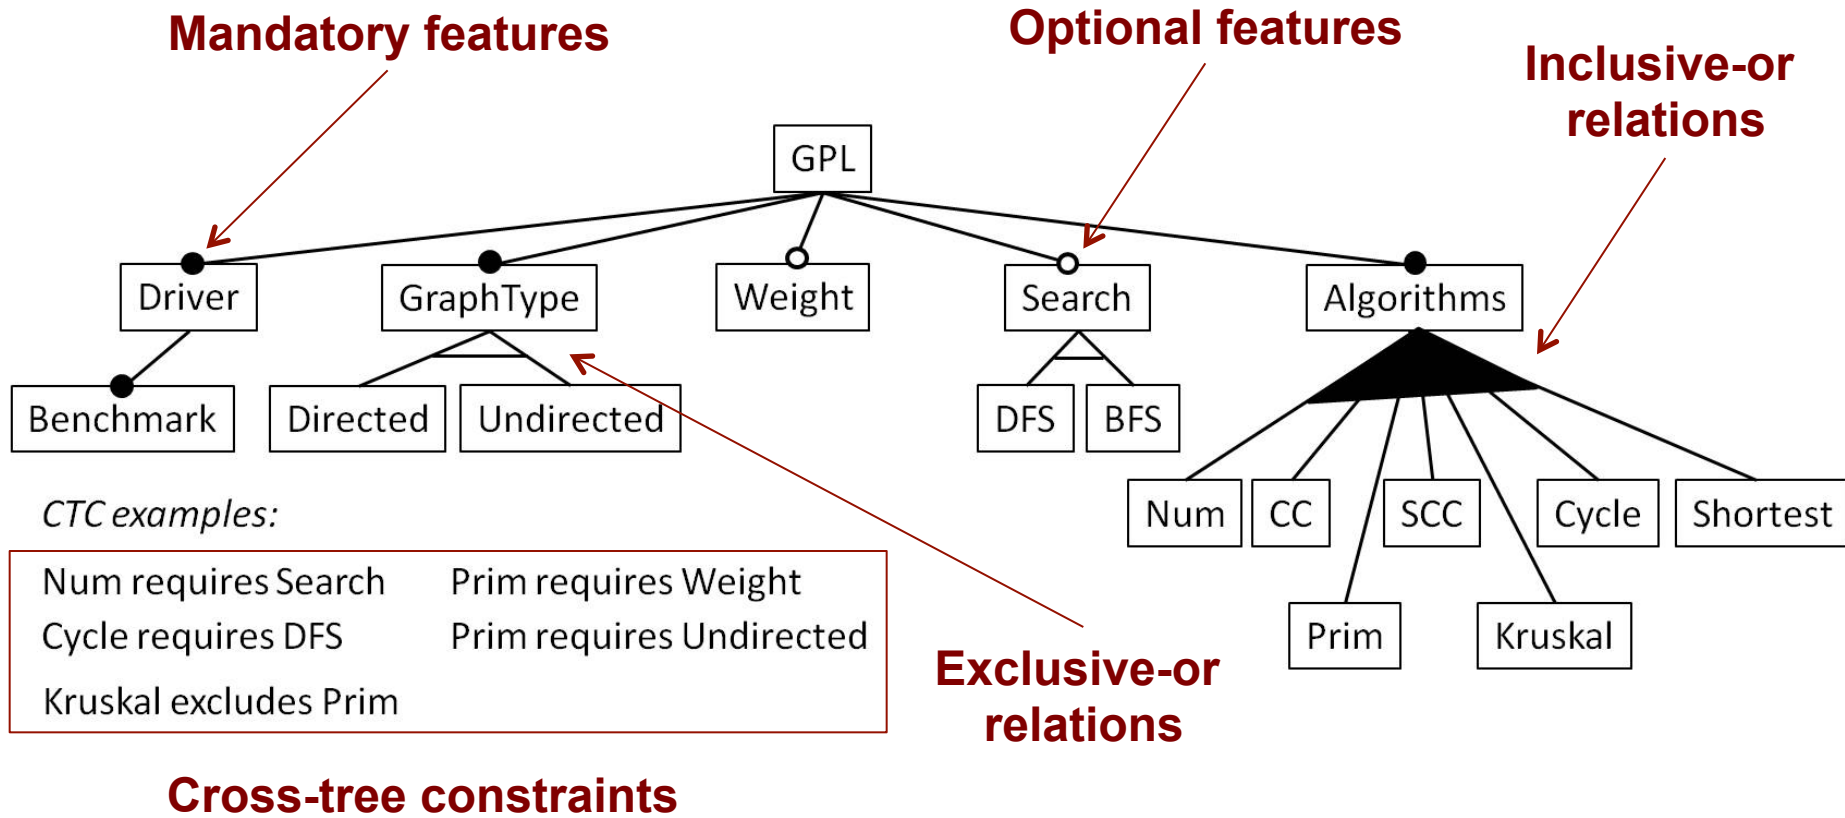 Mandatory features
Optional features
Inclusive-or
relations
GPL
Driver
GraphType
Weight
Search
Algorithms
Benchmark
Directed
Undirected
DFS
BFS
Num
CC
SCC
Cycle
Shortest
Prim
Kruskal
CTC examples:
Num requires Search
Prim requires Weight
Cycle requires DFS
Prim requires Undirected
Kruskal excludes Prim
Exclusive-or
relations
Cross-tree constraints